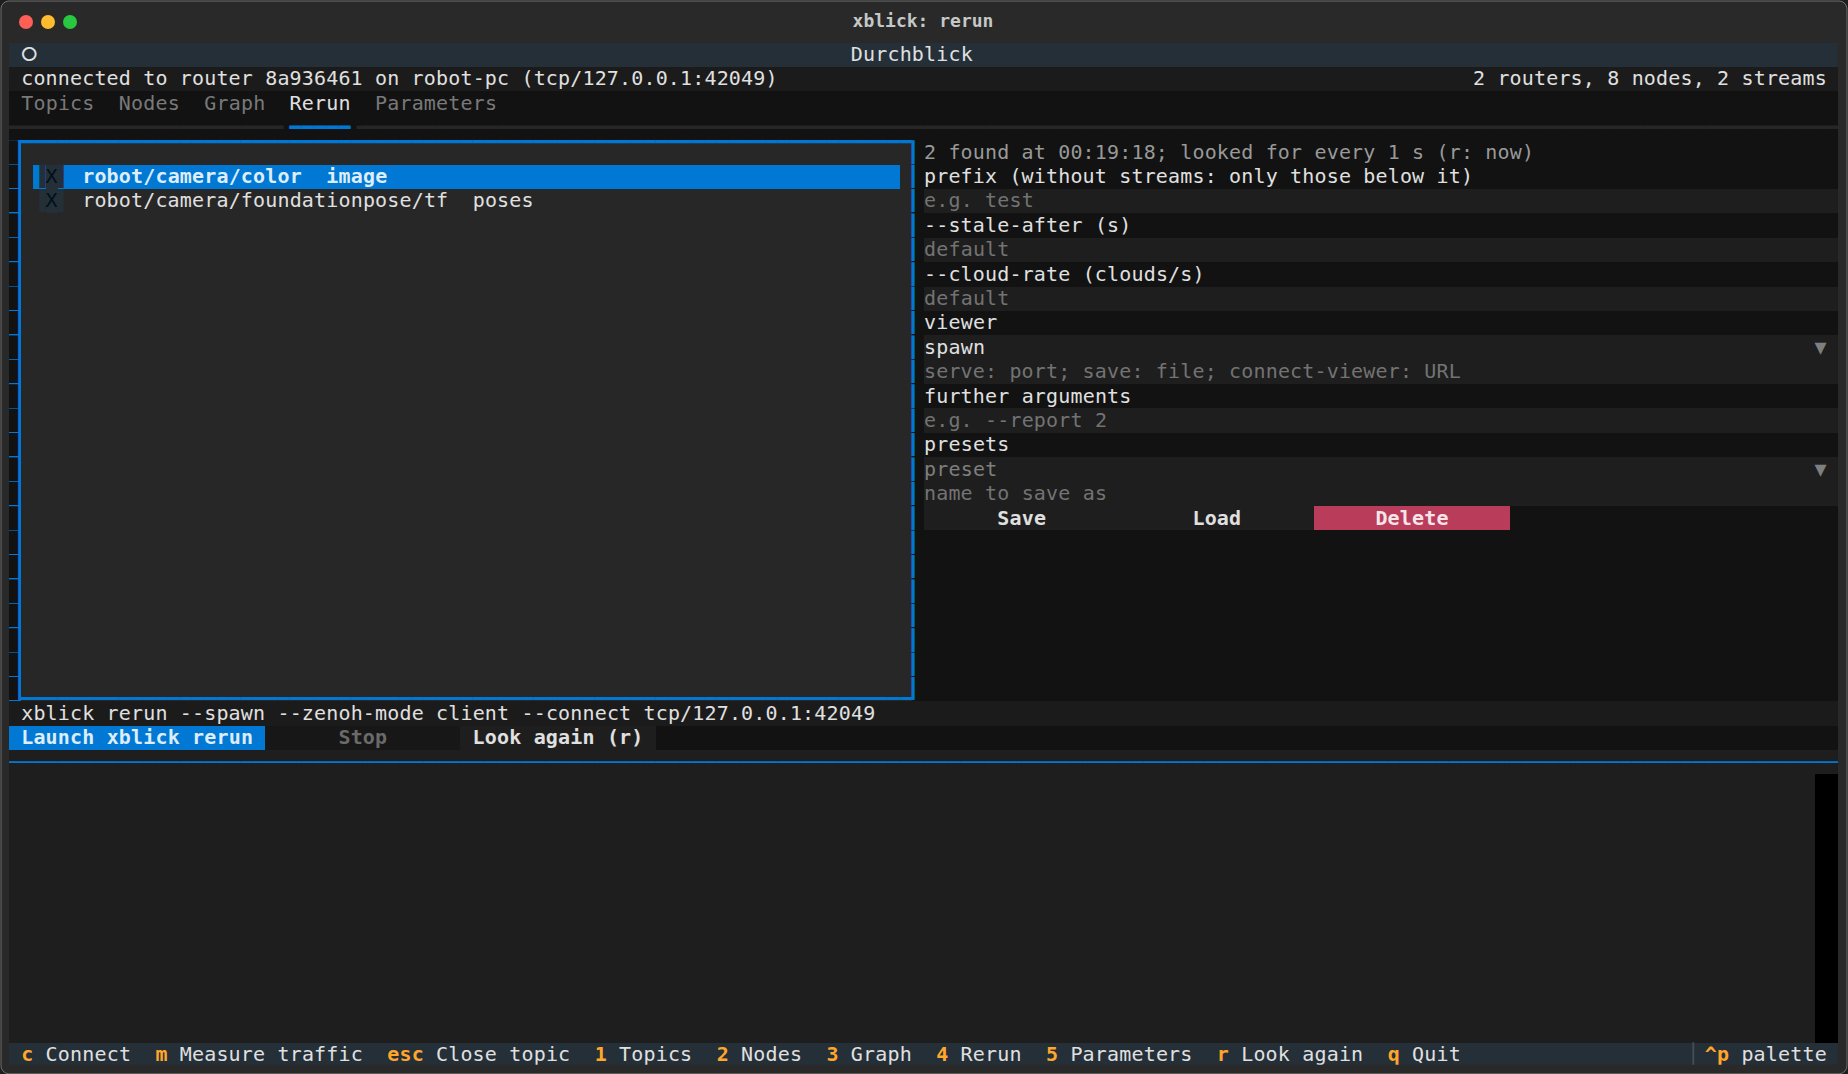 xblick: rerun
Durchblick
connected to router 8a936461 on robot-pc (tcp/127.0.0.1:42049) 2 routers, 8 nodes, 2 streams
Topics Nodes Graph Rerun Parameters
X robot/camera/color image
X robot/camera/foundationpose/tf poses
2 found at 00:19:18; looked for every 1 s (r: now)
prefix (without streams: only those below it)
e.g. test
--stale-after (s)
default
--cloud-rate (clouds/s)
default
viewer
spawn ▼
serve: port; save: file; connect-viewer: URL
further arguments
e.g. --report 2
presets
preset ▼
name to save as
Save Load Delete
xblick rerun --spawn --zenoh-mode client --connect tcp/127.0.0.1:42049
Launch xblick rerun Stop Look again (r)
c Connect m Measure traffic esc Close topic 1 Topics 2 Nodes 3 Graph 4 Rerun 5 Parameters r Look again q Quit ^p palette